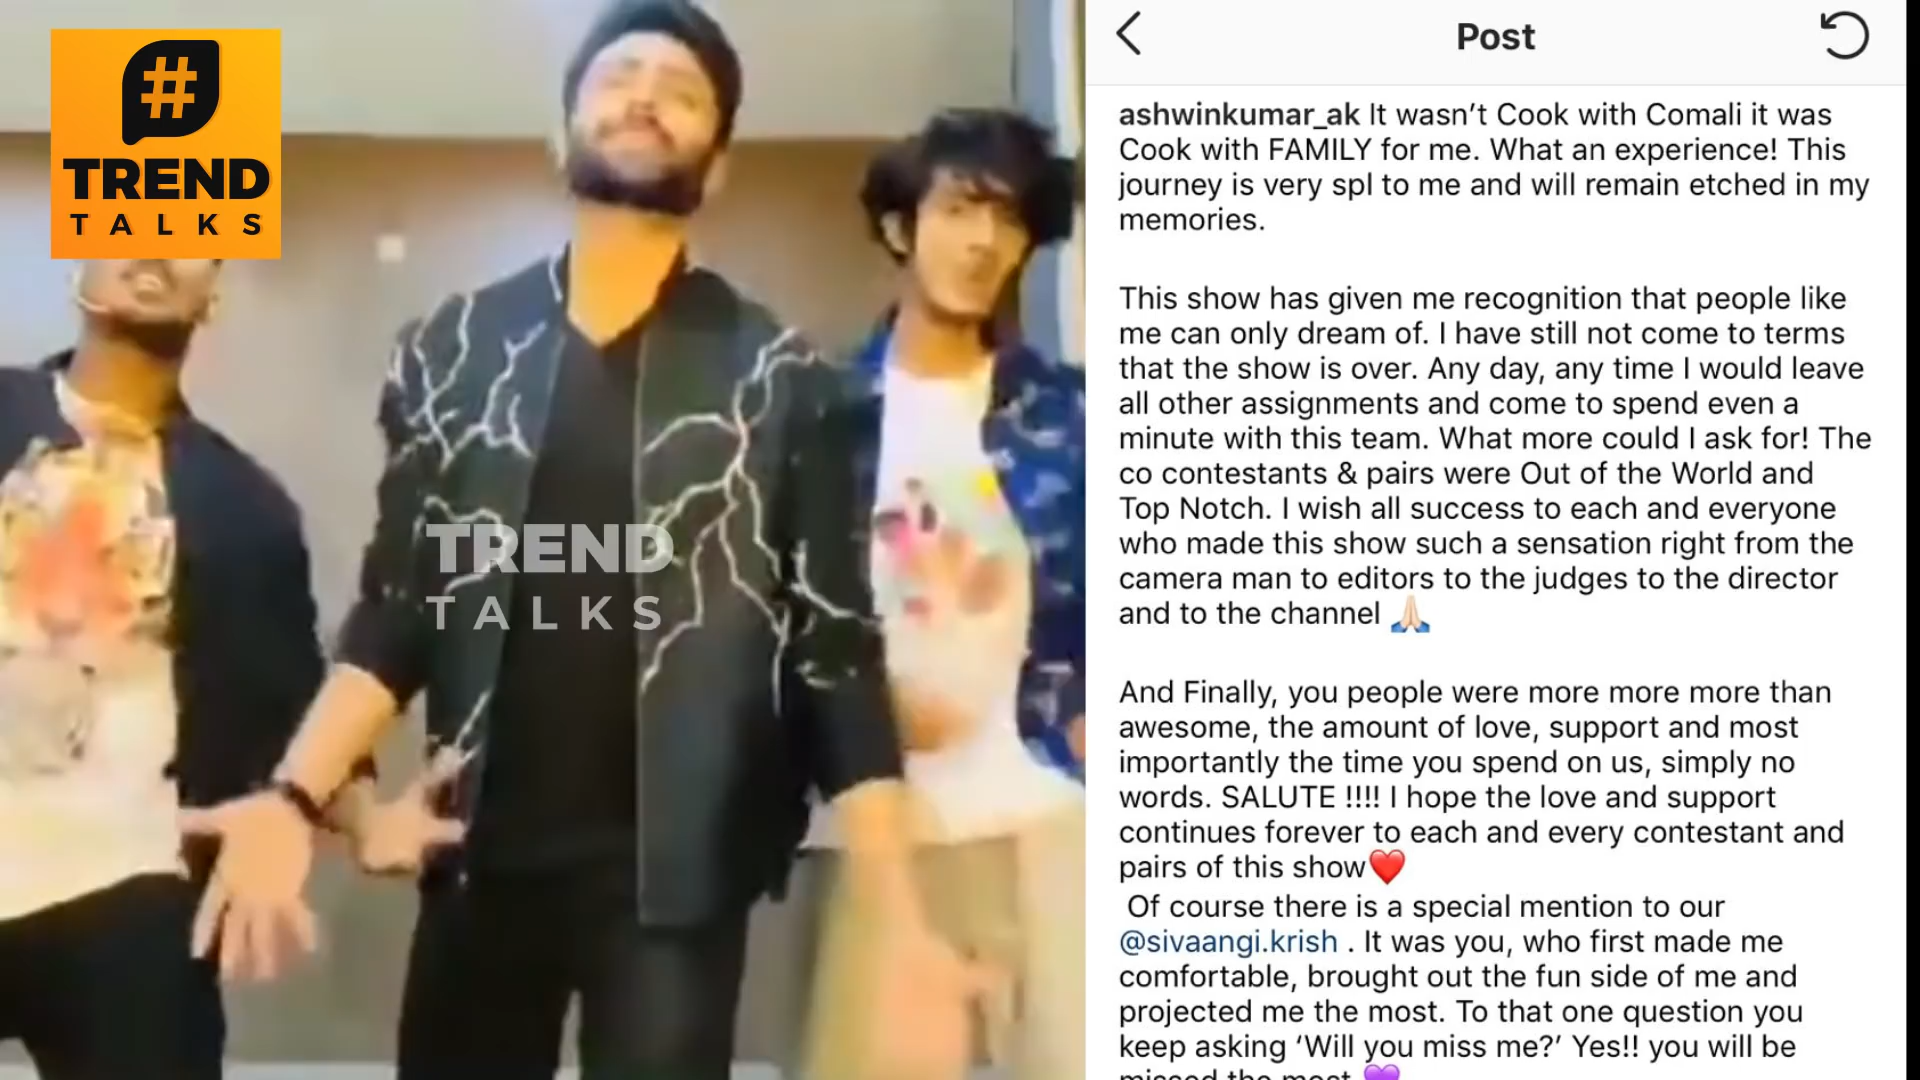 #
TREND
TALKS
TREND
TALKS
Post
ashwinkumar_ak It wasn’t Cook with Comali it was
Cook with FAMILY for me. What an experience! This
journey is very spl to me and will remain etched in my
memories.
This show has given me recognition that people like
me can only dream of. I have still not come to terms
that the show is over. Any day, any time I would leave
all other assignments and come to spend even a
minute with this team. What more could I ask for! The
co contestants & pairs were Out of the World and
Top Notch. I wish all success to each and everyone
who made this show such a sensation right from the
camera man to editors to the judges to the director
and to the channel 🙏🏻
And Finally, you people were more more more than
awesome, the amount of love, support and most
importantly the time you spend on us, simply no
words. SALUTE !!!! I hope the love and support
continues forever to each and every contestant and
pairs of this show❤️
Of course there is a special mention to our
@sivaangi.krish . It was you, who first made me
comfortable, brought out the fun side of me and
projected me the most. To that one question you
keep asking ‘Will you miss me?’ Yes!! you will be
missed the most 💜